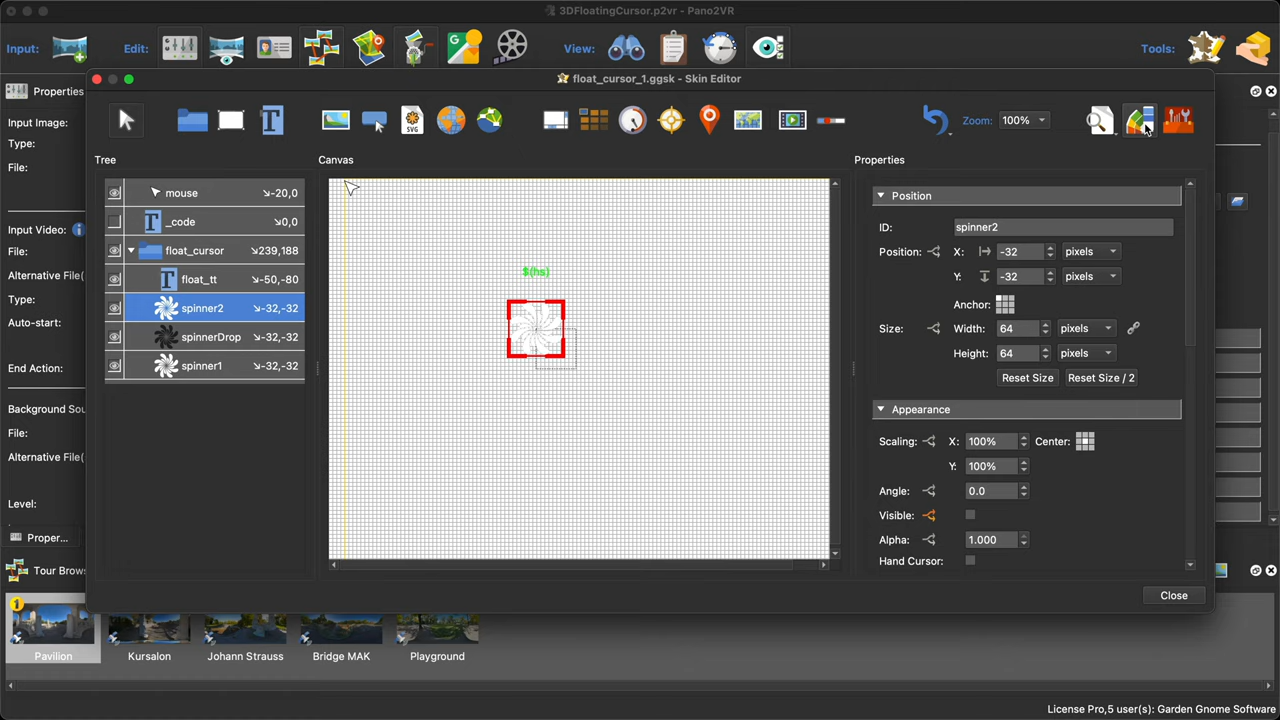 3DFloatingCursor.p2vr - Pano2VR
Input:
Edit:
View:
Tools:
float_cursor_1.ggsk - Skin Editor
Properties
Input Image:
Type:
File:
Input Video:
File:
Alternative File(
Type:
Auto-start:
End Action:
Background Sou
File:
Alternative File(
Level:
Proper...
Tour Brows
SVG
Zoom: 100%
Tree
mouse -20,0
_code 0,0
float_cursor 239,188
float_tt -50,-80
spinner2 -32,-32
spinnerDrop -32,-32
spinner1 -32,-32
Canvas
$(hs)
Properties
Position
ID: spinner2
Position: X: -32 pixels
Y: -32 pixels
Anchor:
Size: Width: 64 pixels
Height: 64 pixels
Reset Size Reset Size / 2
Appearance
Scaling: X: 100% Center:
Y: 100%
Angle: 0.0
Visible:
Alpha: 1.000
Hand Cursor:
Close
1
Pavilion
Kursalon
Johann Strauss
Bridge MAK
Playground
License Pro,5 user(s): Garden Gnome Software